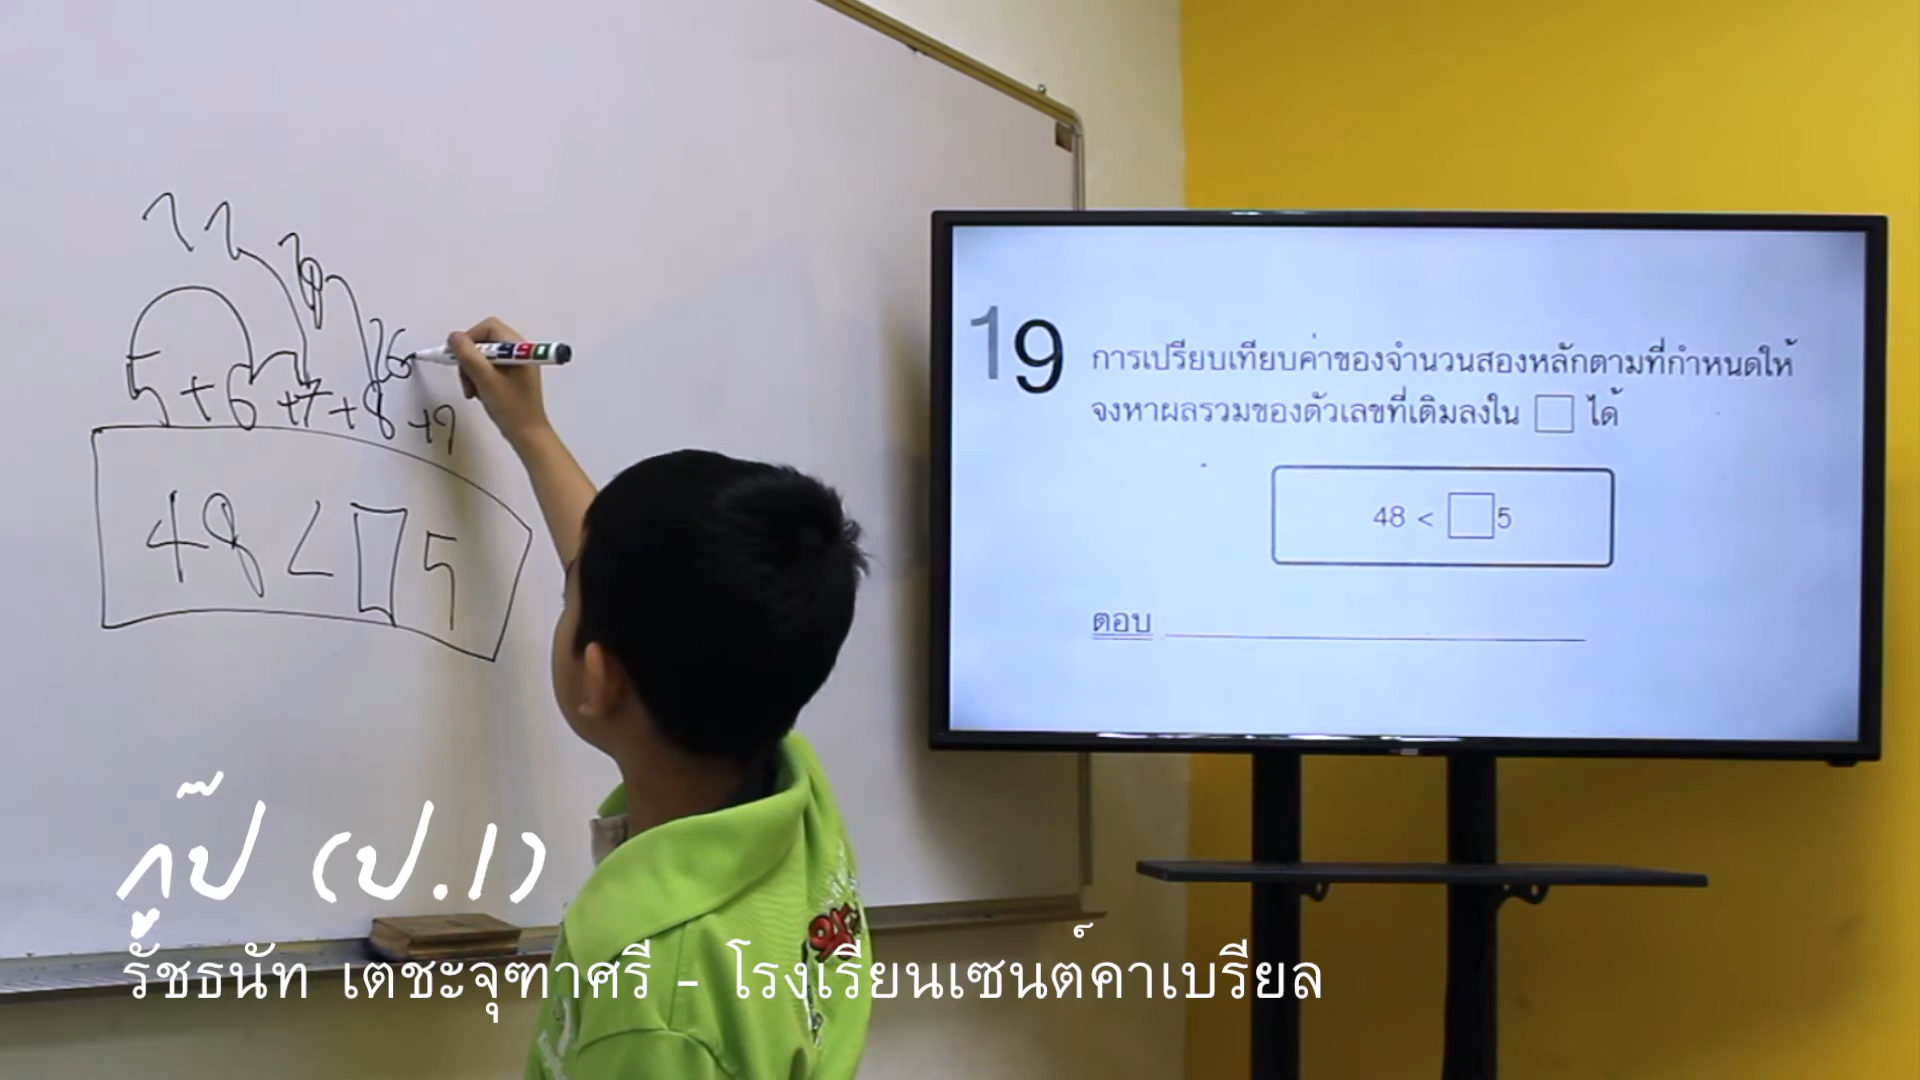 11
18
26
5+6+7+8+9
48<□5
19
การเปรียบเทียบค่าของจำนวนสองหลักตามที่กำหนดให้
จงหาผลรวมของตัวเลขที่เติมลงใน □ ได้
48 < □5
ตอบ
กู๊ป (ป.1)
รัชธนัท เตชะจุฑาศรี - โรงเรียนเซนต์คาเบรียล